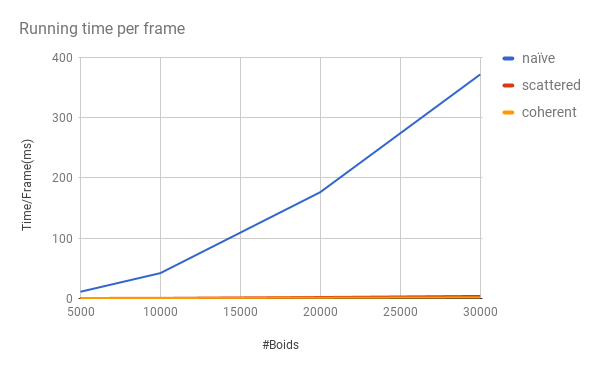 Running time per frame
naïve
scattered
coherent
Time/Frame(ms)
400
300
200
100
0
5000 10000 15000 20000 25000 30000
#Boids